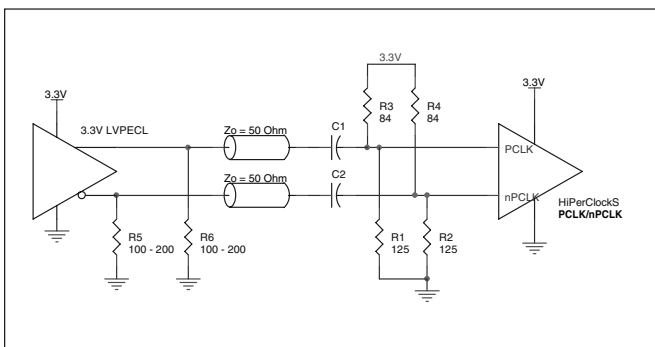 3.3V
3.3V LVPECL
R5
100 - 200
R6
100 - 200
Zo = 50 Ohm
Zo = 50 Ohm
C1
C2
3.3V
R3
84
R4
84
R1
125
R2
125
3.3V
PCLK
nPCLK
HiPerClockS
PCLK/nPCLK